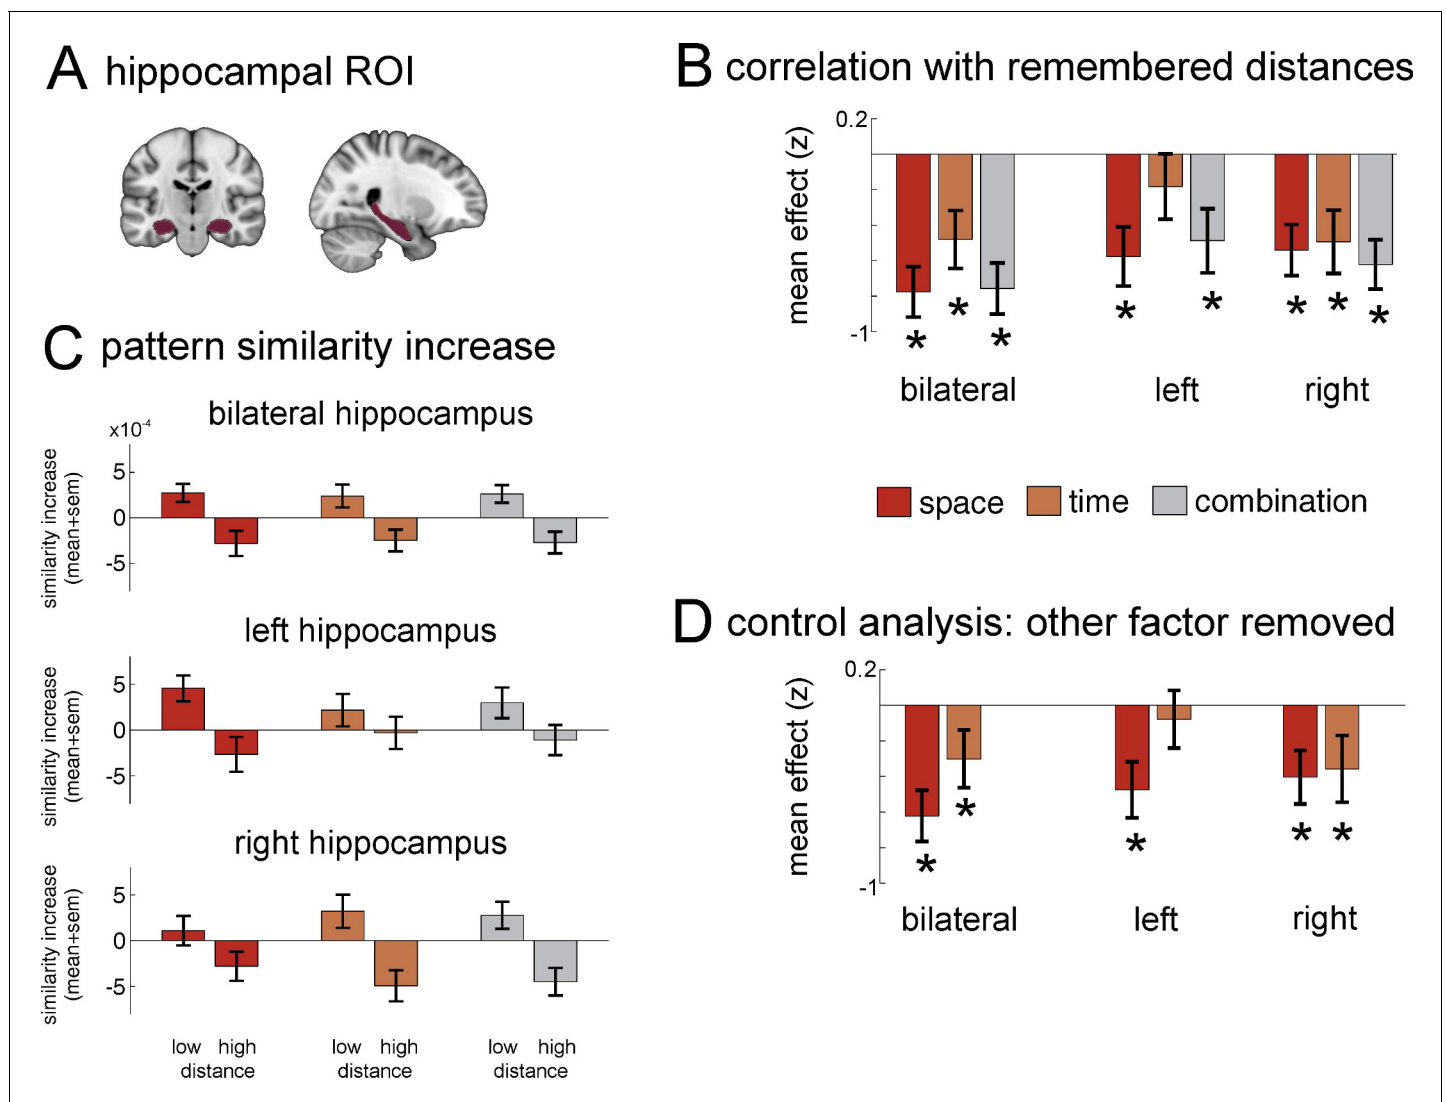 A hippocampal ROI
B correlation with remembered distances
0.2
mean effect (z)
-1
* * * * * * * *
bilateral left right
space time combination
C pattern similarity increase
bilateral hippocampus
x10-4
similarity increase
(mean+sem)
5
0
-5
left hippocampus
similarity increase
(mean+sem)
5
0
-5
right hippocampus
similarity increase
(mean+sem)
5
0
-5
low high low high low high
distance distance distance
D control analysis: other factor removed
0.2
mean effect (z)
-1
* * * * *
bilateral left right